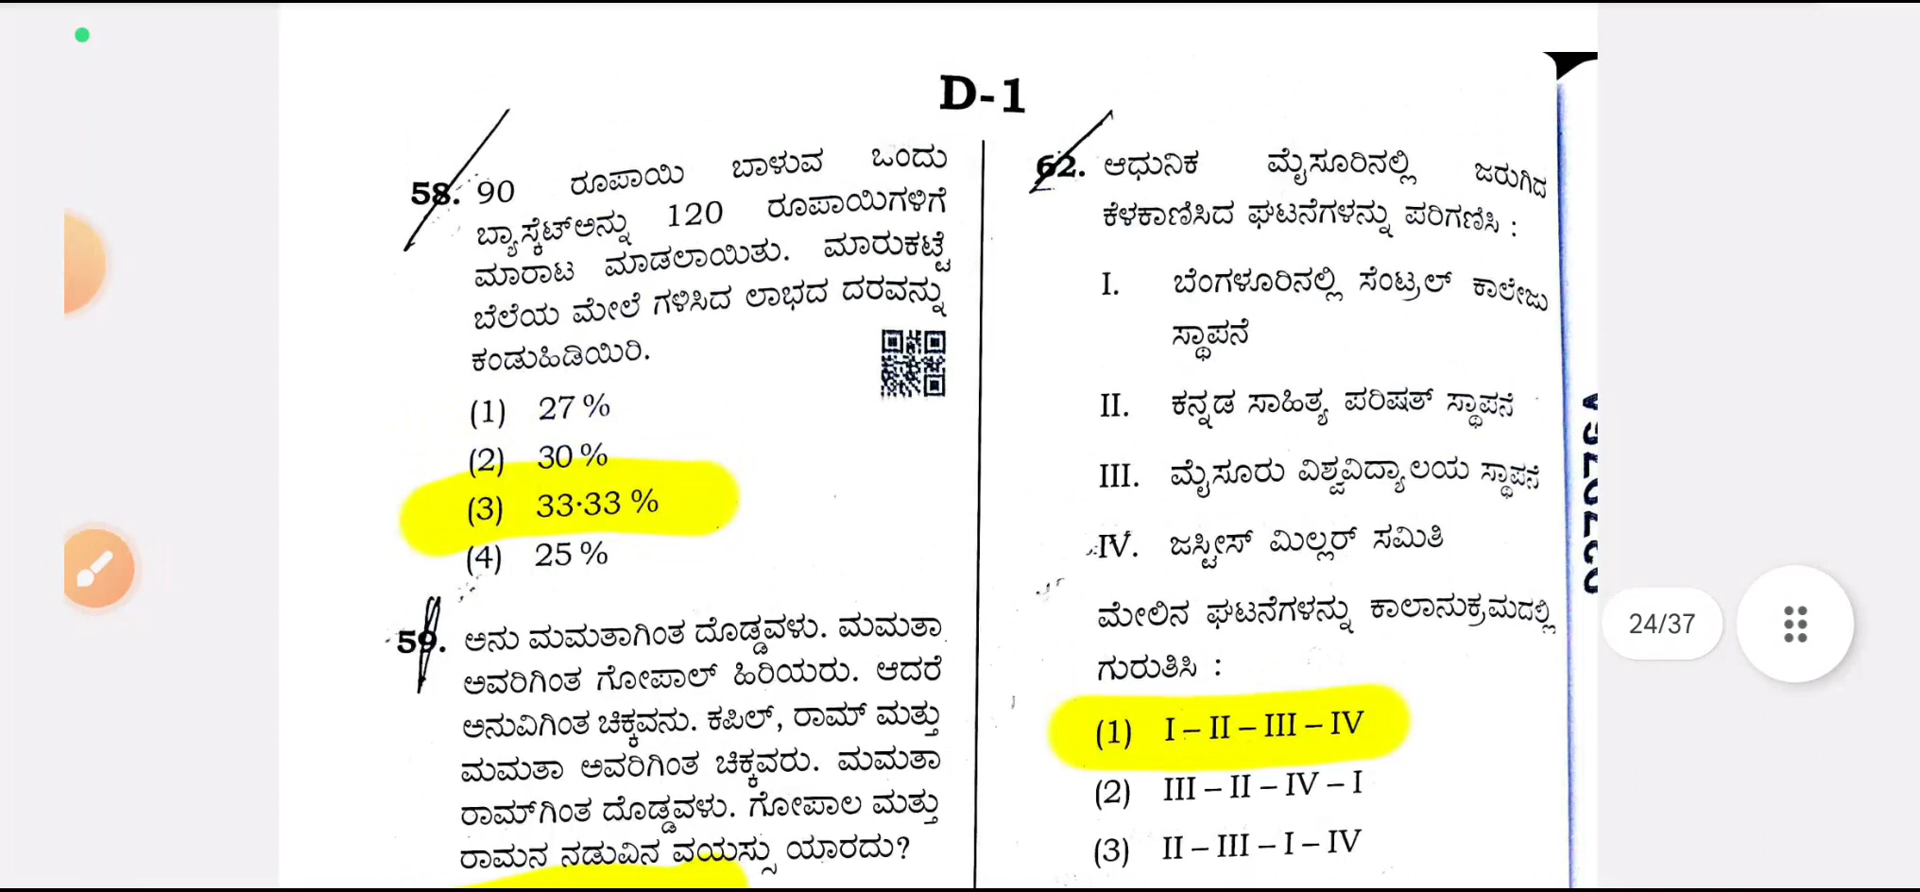 D-1
58. 90 ರೂಪಾಯಿ ಬಾಳುವ ಒಂದು
ಬ್ಯಾಸ್ಕೆಟ್‌ಅನ್ನು 120 ರೂಪಾಯಿಗಳಿಗೆ
ಮಾರಾಟ ಮಾಡಲಾಯಿತು. ಮಾರುಕಟ್ಟೆ
ಬೆಲೆಯ ಮೇಲೆ ಗಳಿಸಿದ ಲಾಭದ ದರವನ್ನು
ಕಂಡುಹಿಡಿಯಿರಿ.
(1) 27 %
(2) 30 %
(3) 33·33 %
(4) 25 %
59. ಅನು ಮಮತಾಗಿಂತ ದೊಡ್ಡವಳು. ಮಮತಾ
ಅವರಿಗಿಂತ ಗೋಪಾಲ್ ಹಿರಿಯರು. ಆದರೆ
ಅನುವಿಗಿಂತ ಚಿಕ್ಕವನು. ಕಪಿಲ್, ರಾಮ್ ಮತ್ತು
ಮಮತಾ ಅವರಿಗಿಂತ ಚಿಕ್ಕವರು. ಮಮತಾ
ರಾಮ್‌ಗಿಂತ ದೊಡ್ಡವಳು. ಗೋಪಾಲ ಮತ್ತು
ರಾಮನ ನಡುವಿನ ವಯಸ್ಸು ಯಾರದು?
62. ಆಧುನಿಕ ಮೈಸೂರಿನಲ್ಲಿ ಜರುಗಿದ
ಕೆಳಕಾಣಿಸಿದ ಘಟನೆಗಳನ್ನು ಪರಿಗಣಿಸಿ :
I. ಬೆಂಗಳೂರಿನಲ್ಲಿ ಸೆಂಟ್ರಲ್ ಕಾಲೇಜು
ಸ್ಥಾಪನೆ
II. ಕನ್ನಡ ಸಾಹಿತ್ಯ ಪರಿಷತ್ ಸ್ಥಾಪನೆ
III. ಮೈಸೂರು ವಿಶ್ವವಿದ್ಯಾಲಯ ಸ್ಥಾಪನೆ
IV. ಜಸ್ಟೀಸ್ ಮಿಲ್ಲರ್ ಸಮಿತಿ
ಮೇಲಿನ ಘಟನೆಗಳನ್ನು ಕಾಲಾನುಕ್ರಮದಲ್ಲಿ
ಗುರುತಿಸಿ :
(1) I – II – III – IV
(2) III – II – IV – I
(3) II – III – I – IV
24/37